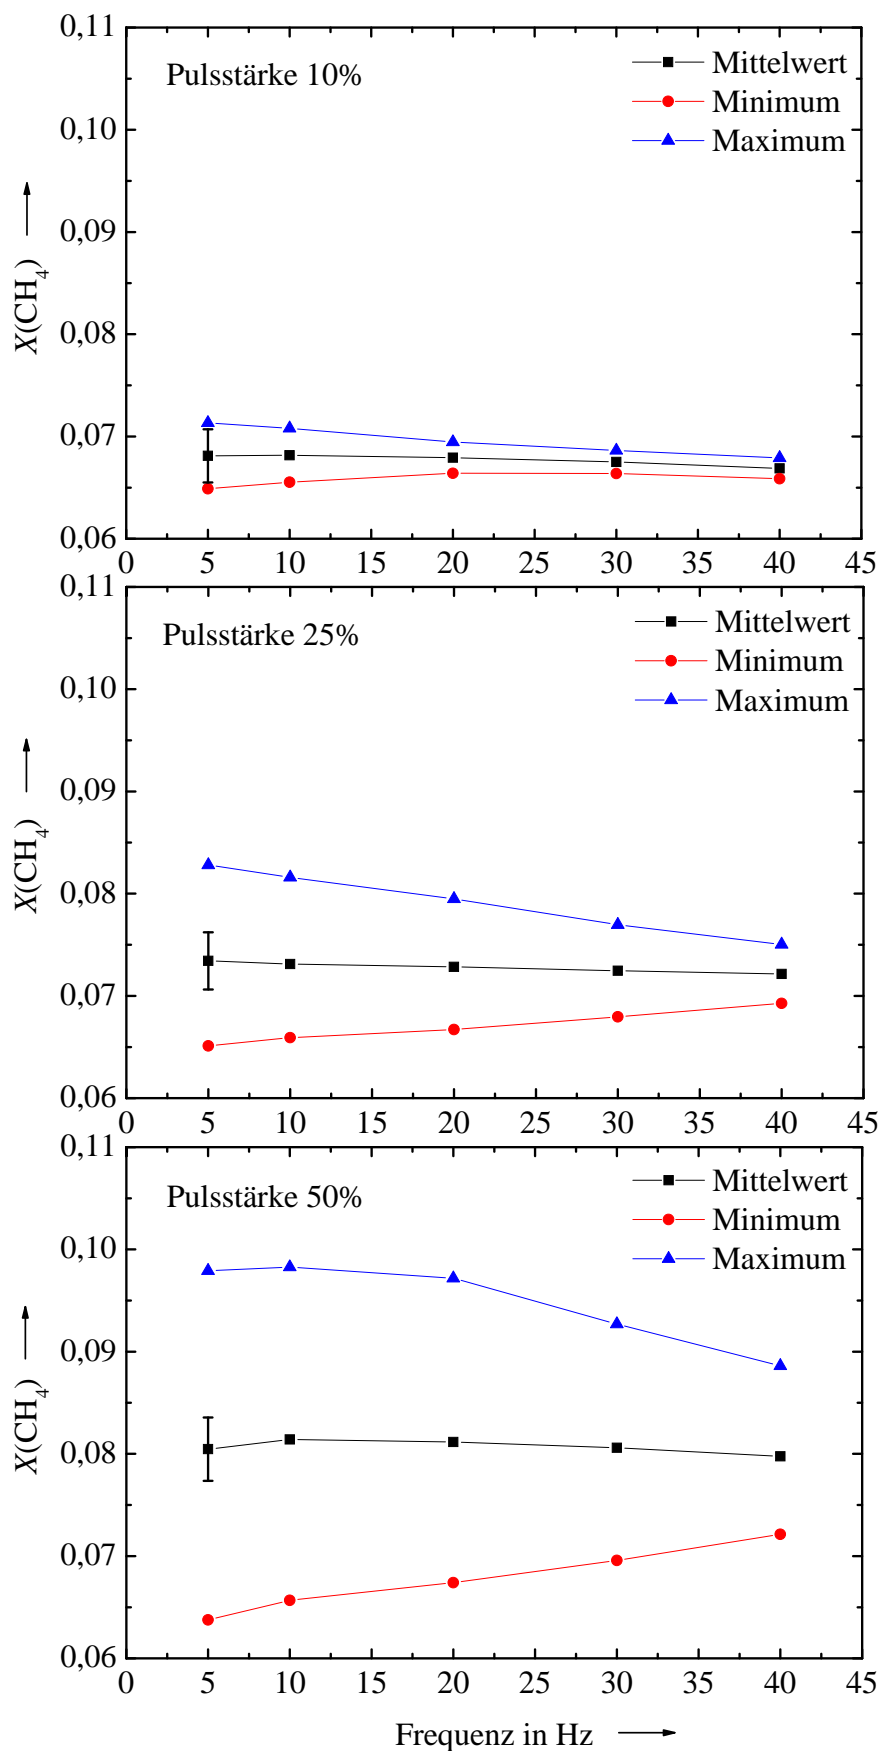 0,11
Pulsstärke 10%
Mittelwert
Minimum
Maximum
0,10
0,09
0,08
0,07
0,06
X(CH4)
0 5 10 15 20 25 30 35 40 45
0,11
Pulsstärke 25%
Mittelwert
Minimum
Maximum
0,10
0,09
0,08
0,07
0,06
X(CH4)
0 5 10 15 20 25 30 35 40 45
0,11
Pulsstärke 50%
Mittelwert
Minimum
Maximum
0,10
0,09
0,08
0,07
0,06
X(CH4)
0 5 10 15 20 25 30 35 40 45
Frequenz in Hz